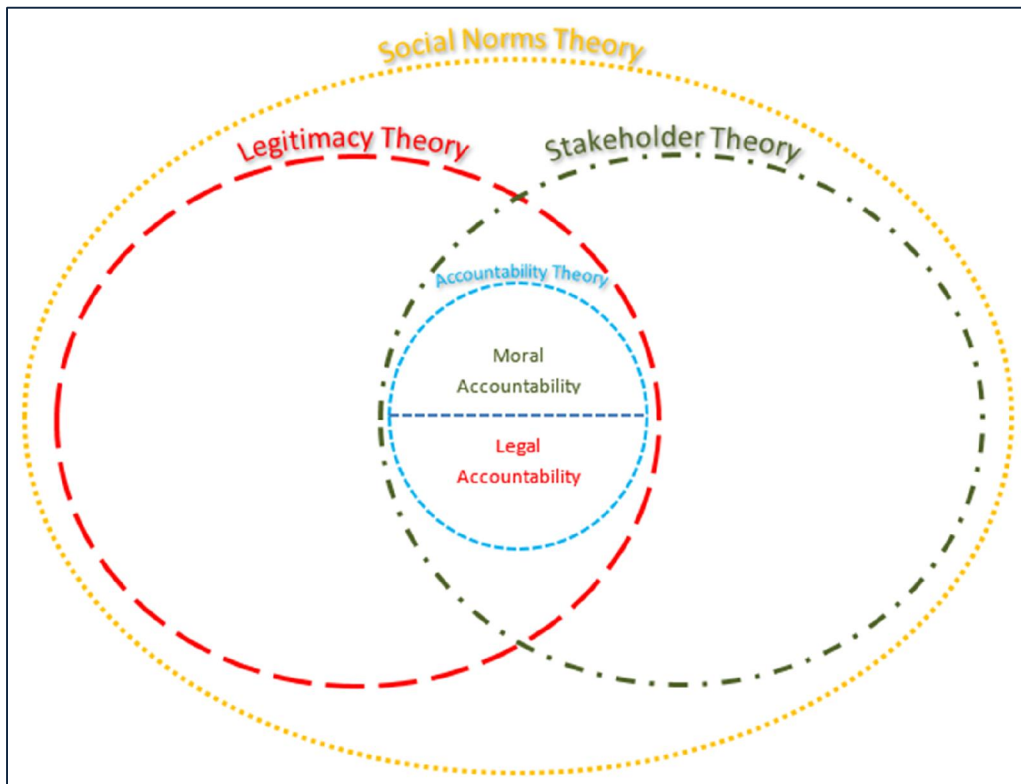 Social Norms Theory
Legitimacy Theory
Stakeholder Theory
Accountability Theory
Moral
Accountability
Legal
Accountability